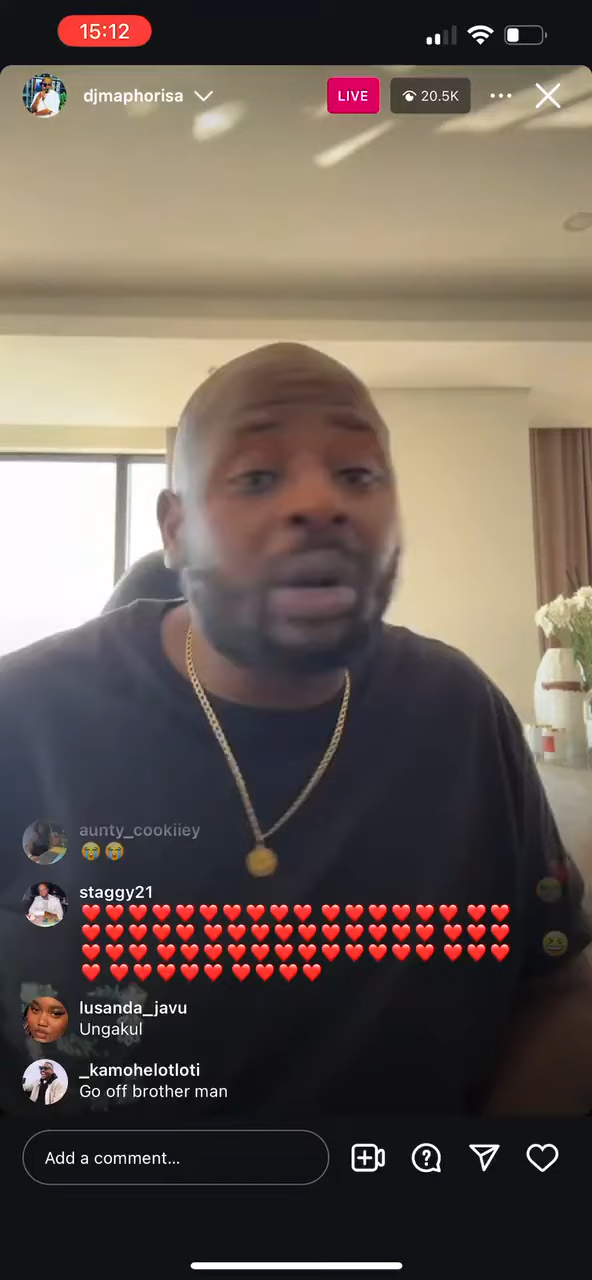 15:12
djmaphorisa
LIVE
20.5K
aunty_cookiiey
😭😭
staggy21
❤️❤️❤️❤️❤️❤️❤️❤️❤️❤️ ❤️❤️❤️❤️❤️❤️ ❤️❤️
❤️❤️❤️❤️❤️ ❤️❤️❤️❤️❤️❤️❤️❤️❤️❤️ ❤️❤️❤️
❤️❤️❤️ ❤️❤️❤️❤️❤️❤️❤️❤️❤️❤️❤️❤️ ❤️❤️❤️
❤️ ❤️❤️❤️❤️❤️ ❤️❤️❤️❤️
lusanda_javu
Ungakul
_kamohelotloti
Go off brother man
Add a comment...